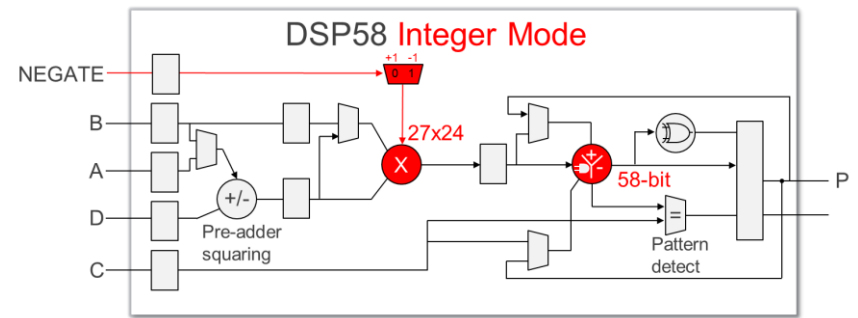 DSP58 Integer Mode
+1 -1
0 1
NEGATE
B
27x24
A
X
+
-
58-bit
P
+/-
D
=
Pre-adder
squaring
Pattern
detect
C